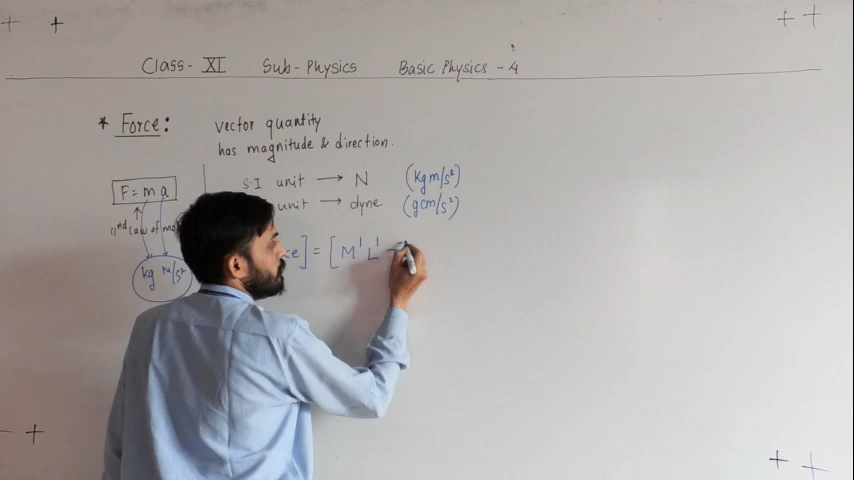 Class - XI Sub - Physics Basic Physics - 4
* Force:
vector quantity
has magnitude & direction.
F = m a
S.I unit → N (kg m/s²)
unit → dyne (g cm/s²)
kg m/s²
] = [M¹ L¹